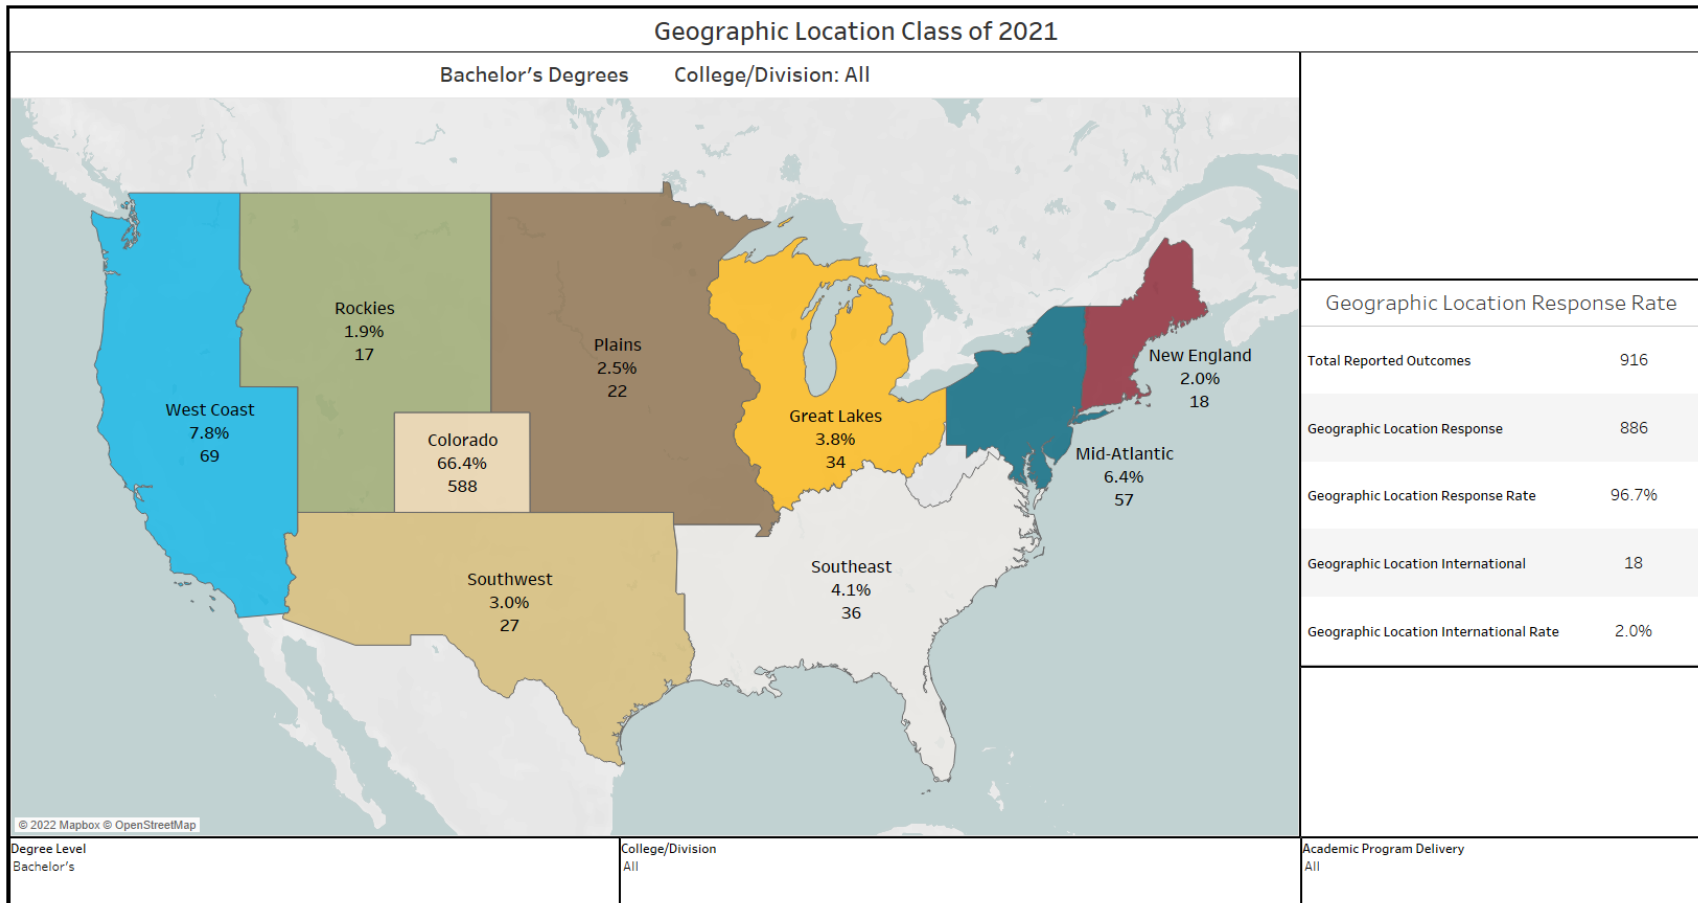 Geographic Location Class of 2021
Bachelor's Degrees College/Division: All
Rockies
1.9%
17
Plains
2.5%
22
West Coast
7.8%
69
Colorado
66.4%
588
Great Lakes
3.8%
34
New England
2.0%
18
Mid-Atlantic
6.4%
57
Southwest
3.0%
27
Southeast
4.1%
36
© 2022 Mapbox © OpenStreetMap
Geographic Location Response Rate
Total Reported Outcomes 916
Geographic Location Response 886
Geographic Location Response Rate 96.7%
Geographic Location International 18
Geographic Location International Rate 2.0%
Degree Level
Bachelor's
College/Division
All
Academic Program Delivery
All